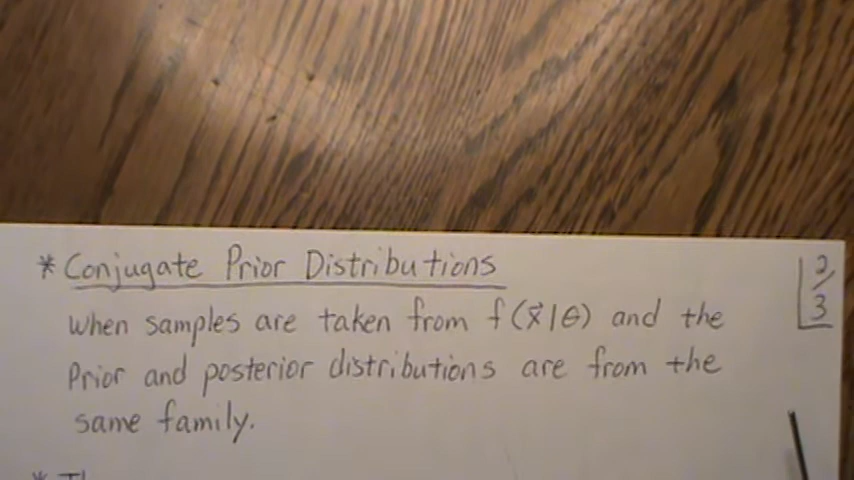 * Conjugate Prior Distributions
2/3
when samples are taken from f(x⃗|θ) and the
Prior and posterior distributions are from the
same family.
*